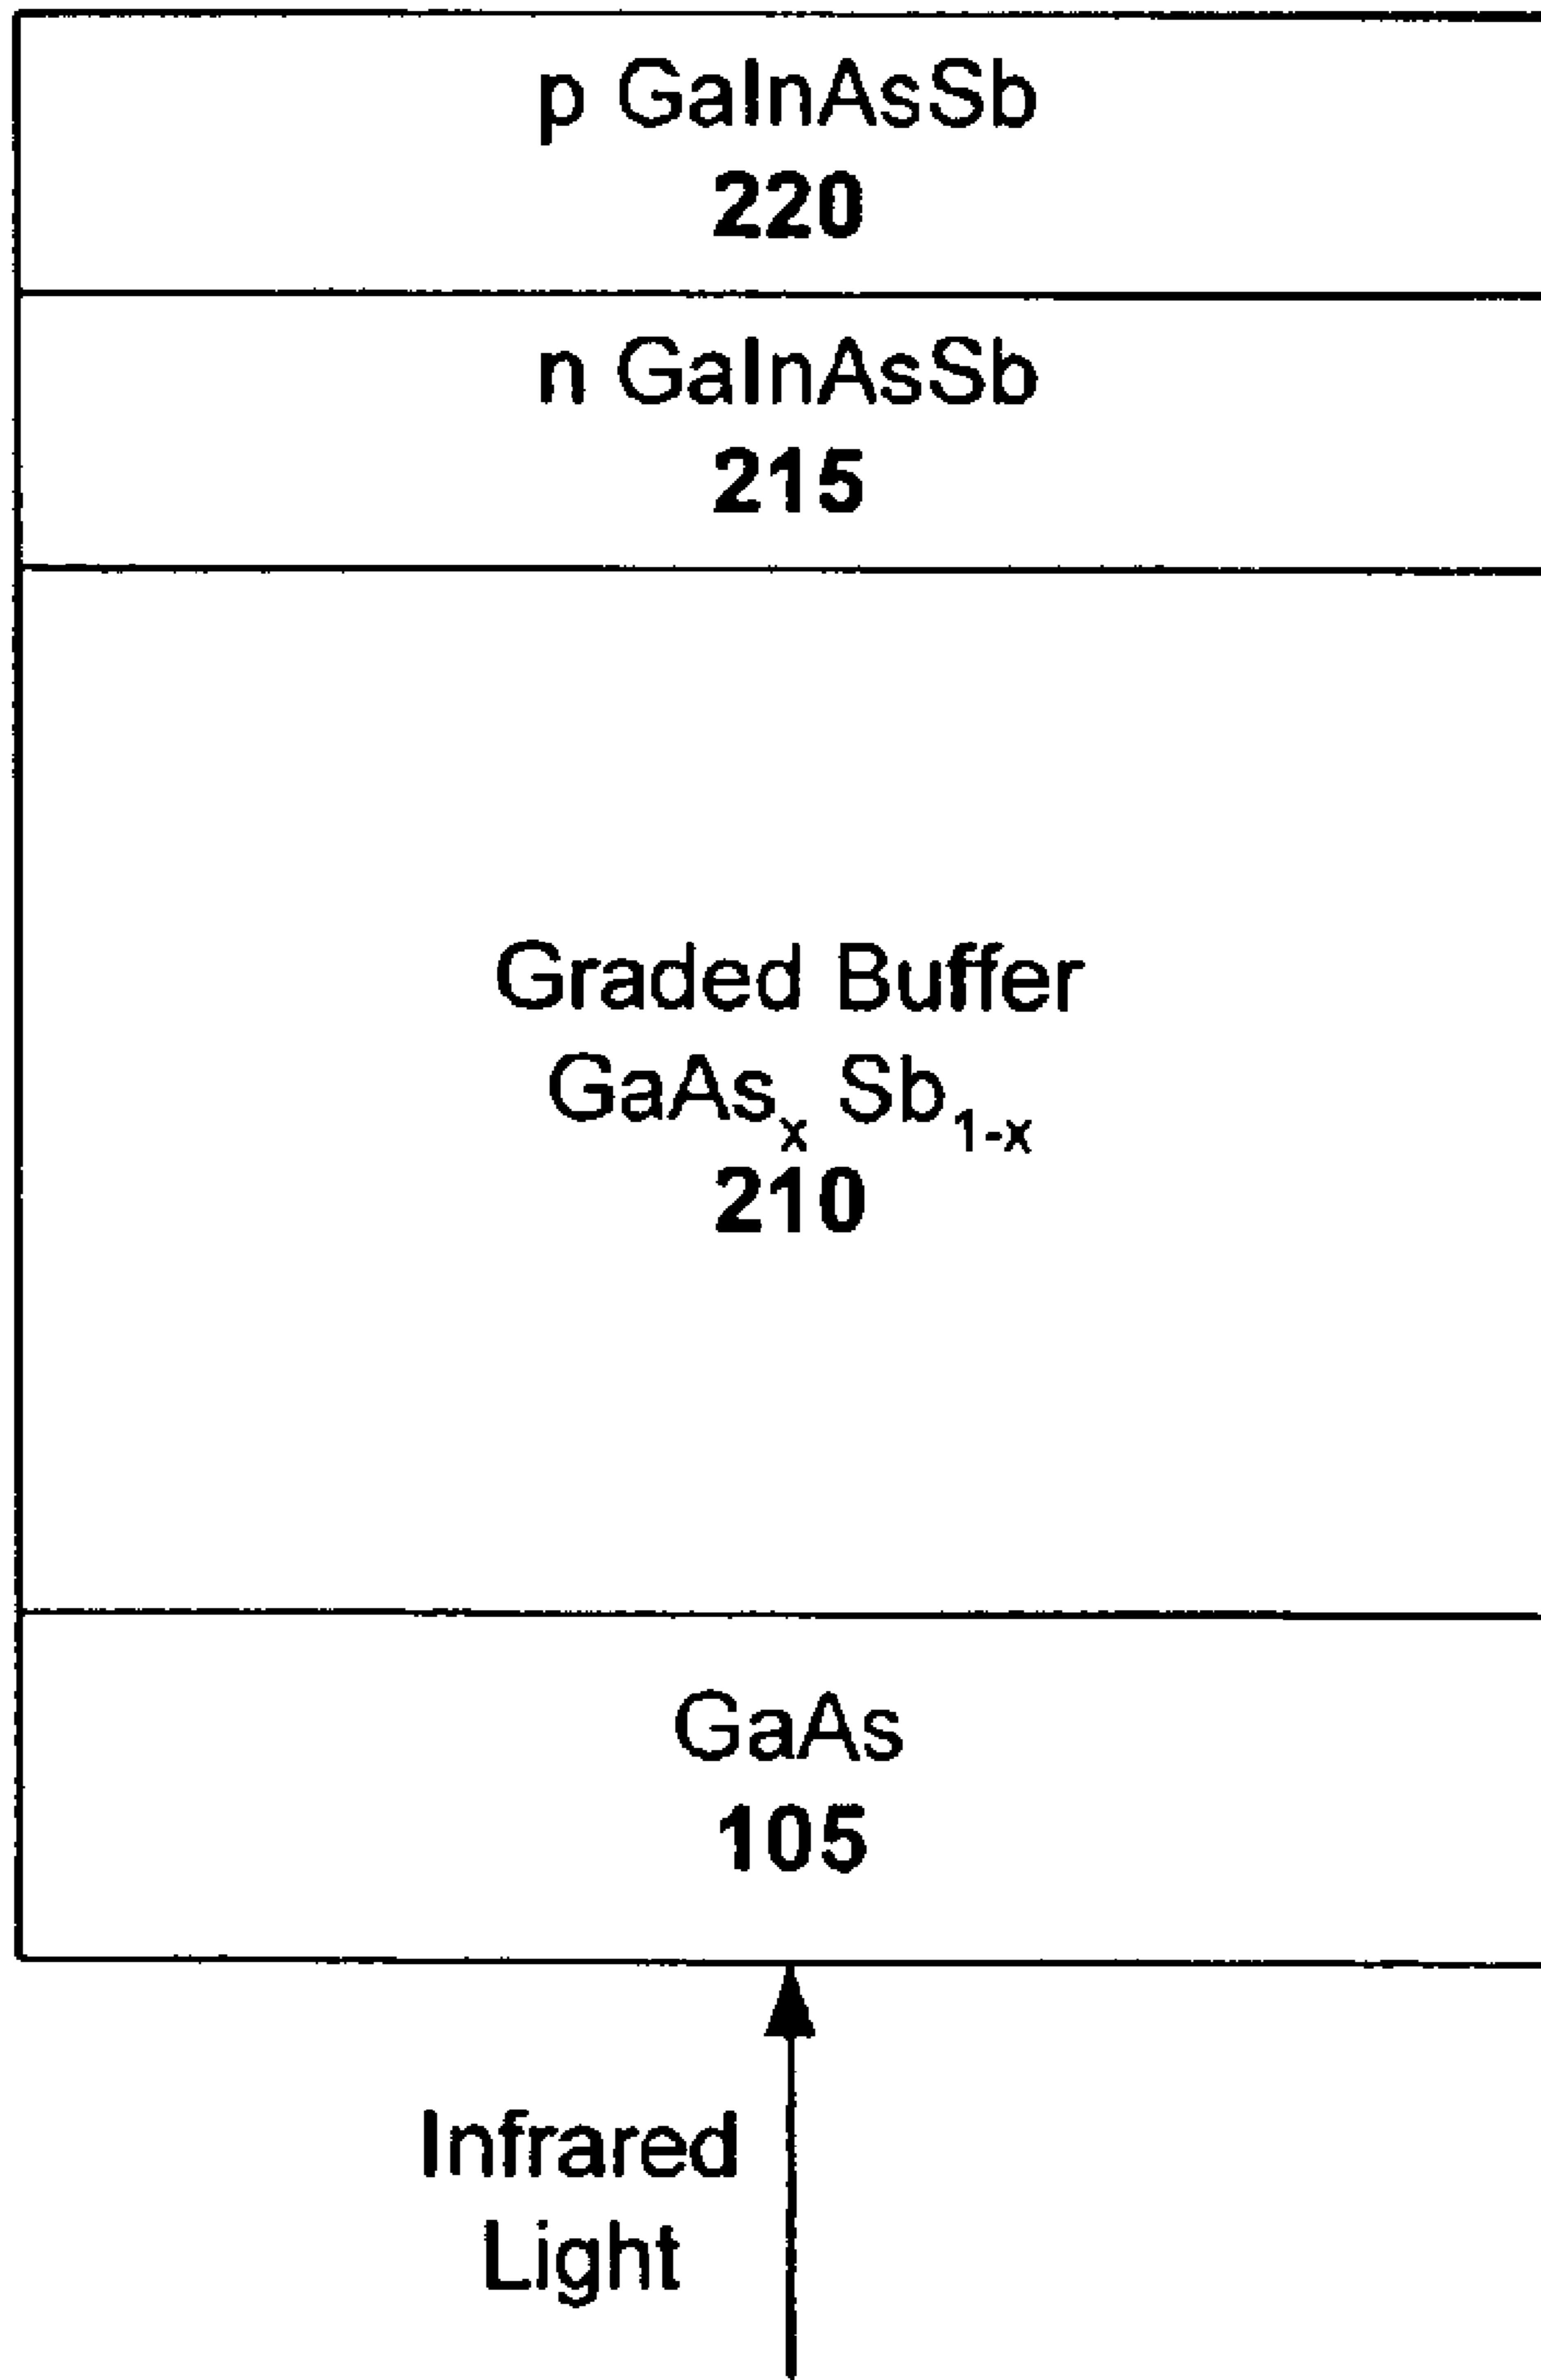 p GaInAsSb
220
n GaInAsSb
215
Graded Buffer
GaAsₓ Sb₁₋ₓ
210
GaAs
105
Infrared
Light